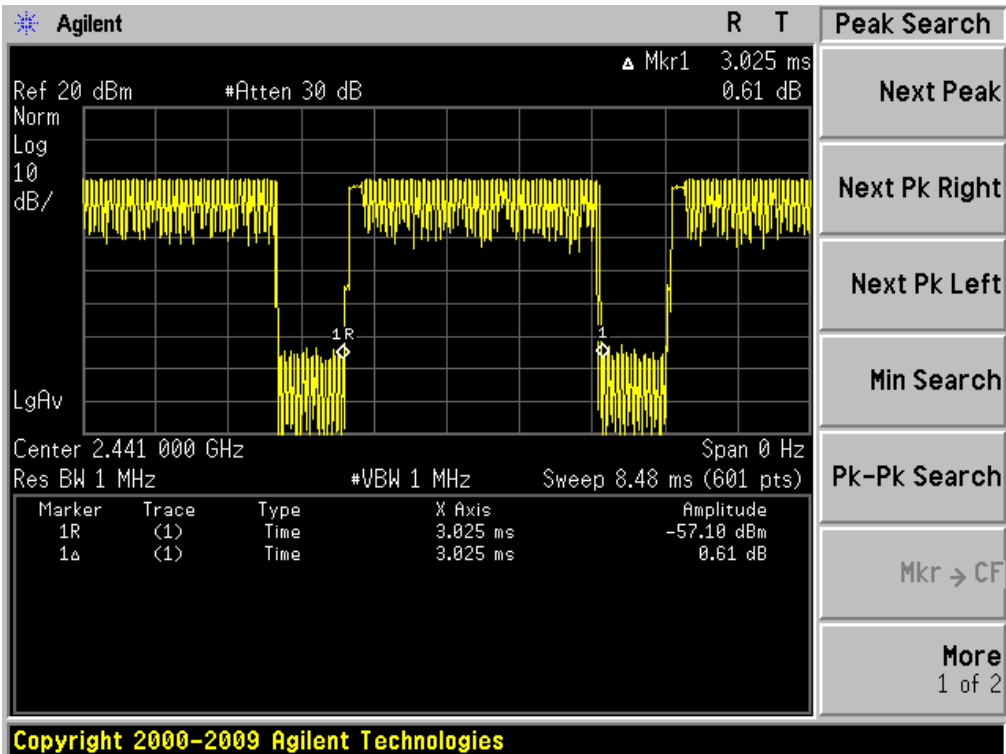 Agilent R T
Peak Search
Δ Mkr1 3.025 ms
Ref 20 dBm #Atten 30 dB 0.61 dB
Norm
Log
10
dB/
1R
1
LgAv
Center 2.441 000 GHz Span 0 Hz
Res BW 1 MHz #VBW 1 MHz Sweep 8.48 ms (601 pts)
Marker Trace Type X Axis Amplitude
1R (1) Time 3.025 ms -57.10 dBm
1Δ (1) Time 3.025 ms 0.61 dB
Next Peak
Next Pk Right
Next Pk Left
Min Search
Pk-Pk Search
Mkr → CF
More
1 of 2
Copyright 2000-2009 Agilent Technologies